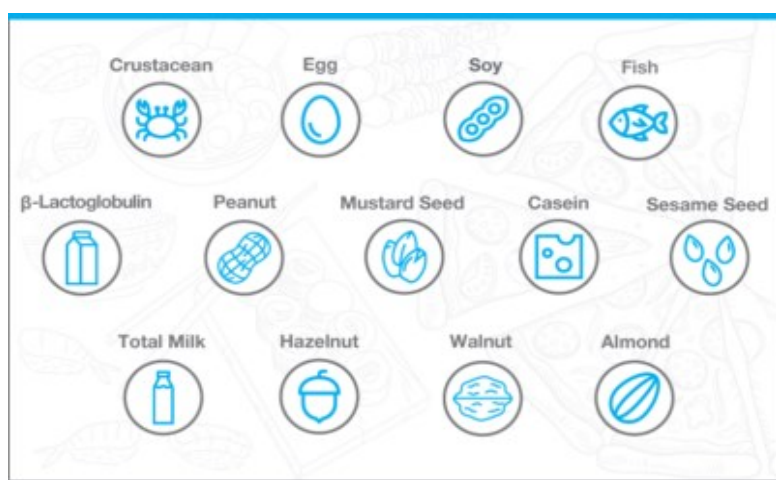 Crustacean Egg Soy Fish
β-Lactoglobulin Peanut Mustard Seed Casein Sesame Seed
Total Milk Hazelnut Walnut Almond